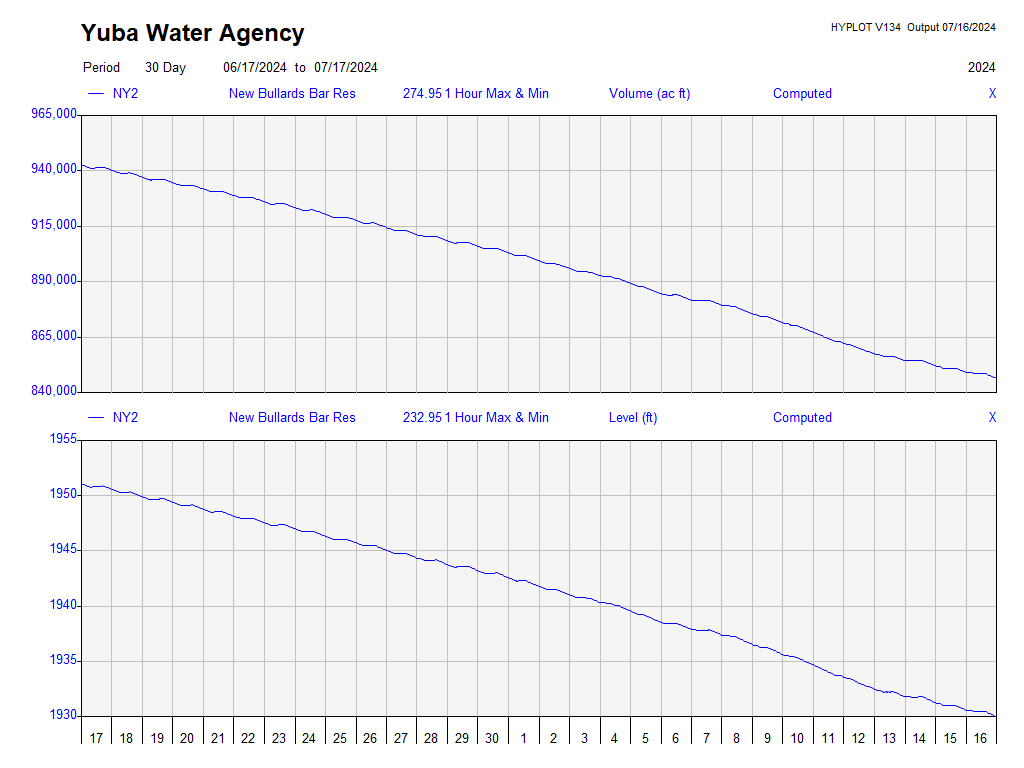 Yuba Water Agency
HYPLOT V134 Output 07/16/2024
Period 30 Day 06/17/2024 to 07/17/2024 2024
NY2 New Bullards Bar Res 274.95 1 Hour Max & Min Volume (ac ft) Computed X
965,000
940,000
915,000
890,000
865,000
840,000
NY2 New Bullards Bar Res 232.95 1 Hour Max & Min Level (ft) Computed X
1955
1950
1945
1940
1935
1930
17 18 19 20 21 22 23 24 25 26 27 28 29 30 1 2 3 4 5 6 7 8 9 10 11 12 13 14 15 16